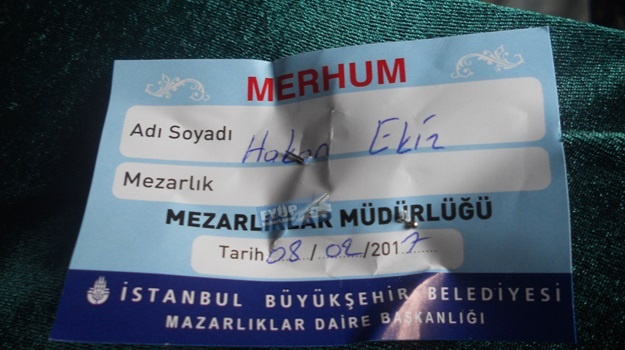 MERHUM
Adı Soyadı Hakan Ekiz
Mezarlık
MEZARLIKLAR MÜDÜRLÜĞÜ
Tarih 08/02/2017
İSTANBUL BÜYÜKŞEHİR BELEDİYESİ
MAZARLIKLAR DAİRE BAŞKANLIĞI